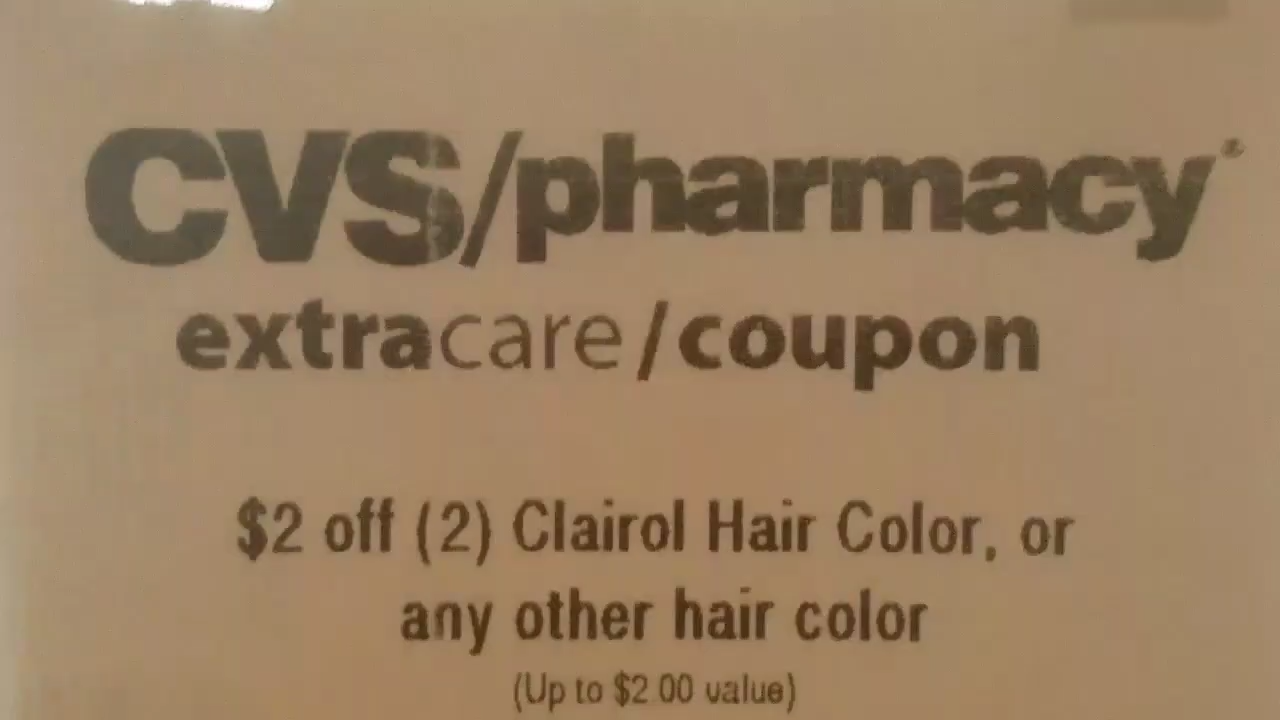 CVS/pharmacy®
extracare/coupon
$2 off (2) Clairol Hair Color, or
any other hair color
(Up to $2.00 value)